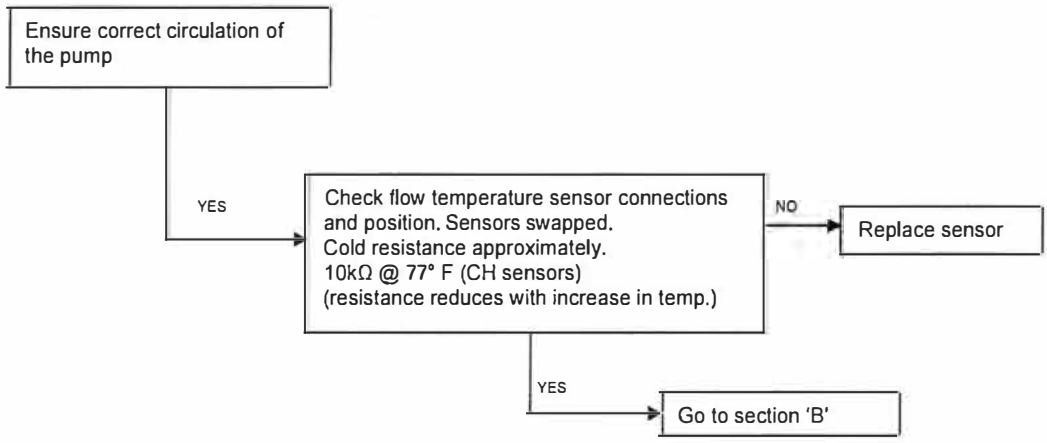 Ensure correct circulation of
the pump
YES
Check flow temperature sensor connections
and position. Sensors swapped.
Cold resistance approximately.
10kΩ @ 77° F (CH sensors)
(resistance reduces with increase in temp.)
NO
Replace sensor
YES
Go to section 'B'